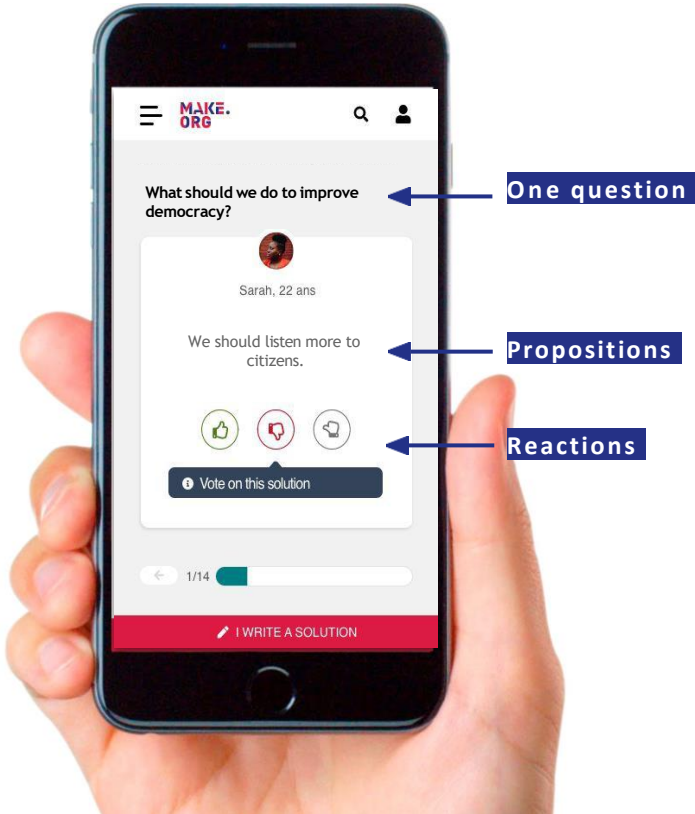 MAKE.
ORG
What should we do to improve
democracy?
One question
Sarah, 22 ans
We should listen more to
citizens.
Propositions
Reactions
Vote on this solution
1/14
I WRITE A SOLUTION